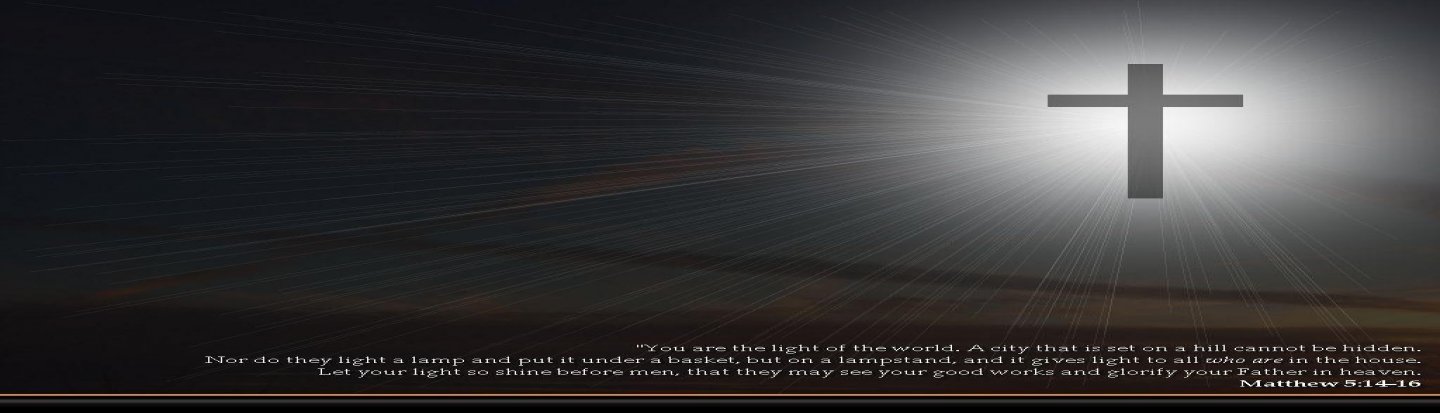 "You are the light of the world. A city that is set on a hill cannot be hidden.
Nor do they light a lamp and put it under a basket, but on a lampstand, and it gives light to all who are in the house.
Let your light so shine before men, that they may see your good works and glorify your Father in heaven.
Matthew 5:14-16